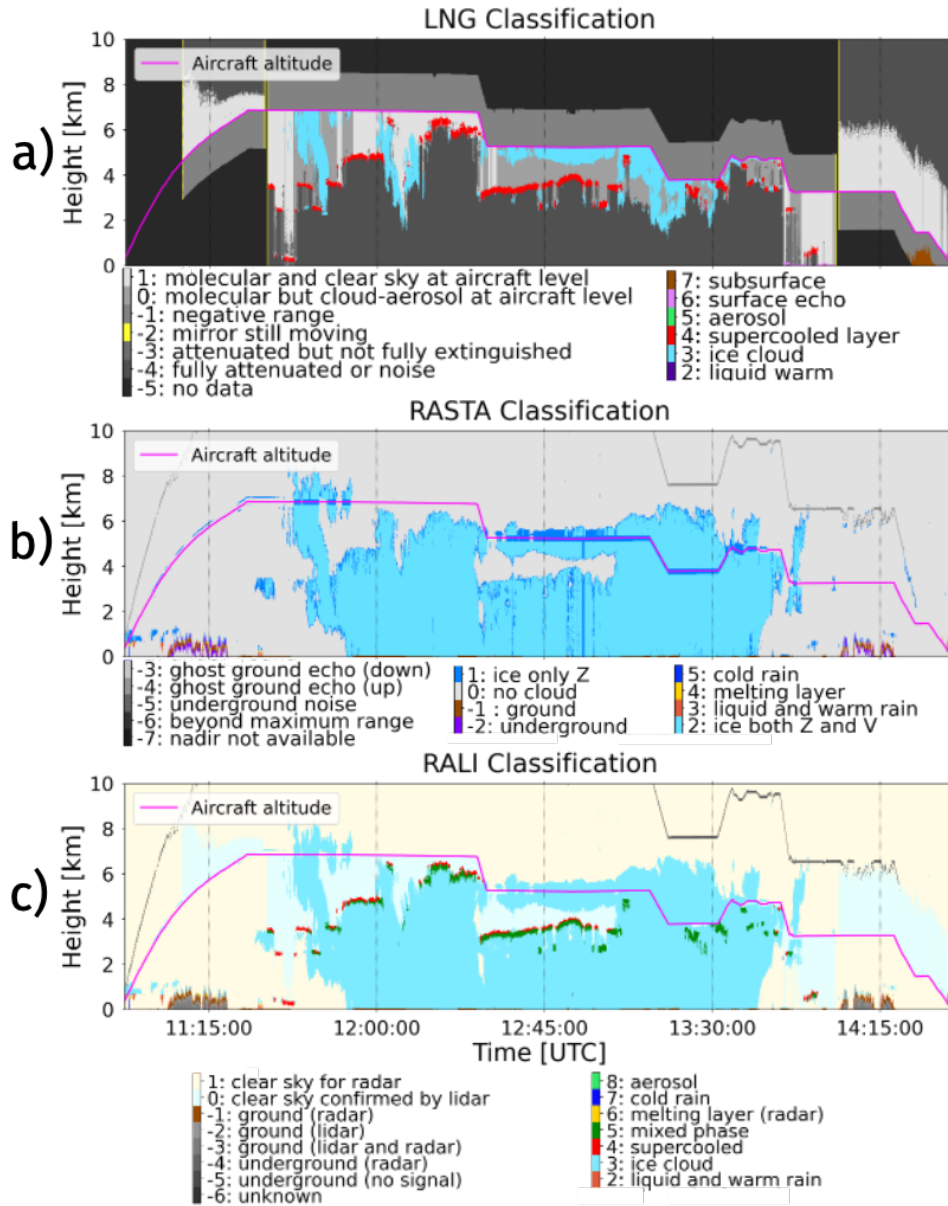 LNG Classification
a)
Height [km]
10
8
6
4
2
0
Aircraft altitude
1: molecular and clear sky at aircraft level
0: molecular but cloud-aerosol at aircraft level
-1: negative range
-2: mirror still moving
-3: attenuated but not fully extinguished
-4: fully attenuated or noise
-5: no data
7: subsurface
6: surface echo
5: aerosol
4: supercooled layer
3: ice cloud
2: liquid warm
RASTA Classification
b)
Height [km]
10
8
6
4
2
0
Aircraft altitude
-3: ghost ground echo (down)
-4: ghost ground echo (up)
-5: underground noise
-6: beyond maximum range
-7: nadir not available
1: ice only Z
0: no cloud
-1 : ground
-2: underground
5: cold rain
4: melting layer
3: liquid and warm rain
2: ice both Z and V
RALI Classification
c)
Height [km]
10
8
6
4
2
0
Aircraft altitude
11:15:00 12:00:00 12:45:00 13:30:00 14:15:00
Time [UTC]
1: clear sky for radar
0: clear sky confirmed by lidar
-1: ground (radar)
-2: ground (lidar)
-3: ground (lidar and radar)
-4: underground (radar)
-5: underground (no signal)
-6: unknown
8: aerosol
7: cold rain
6: melting layer (radar)
5: mixed phase
4: supercooled
3: ice cloud
2: liquid and warm rain